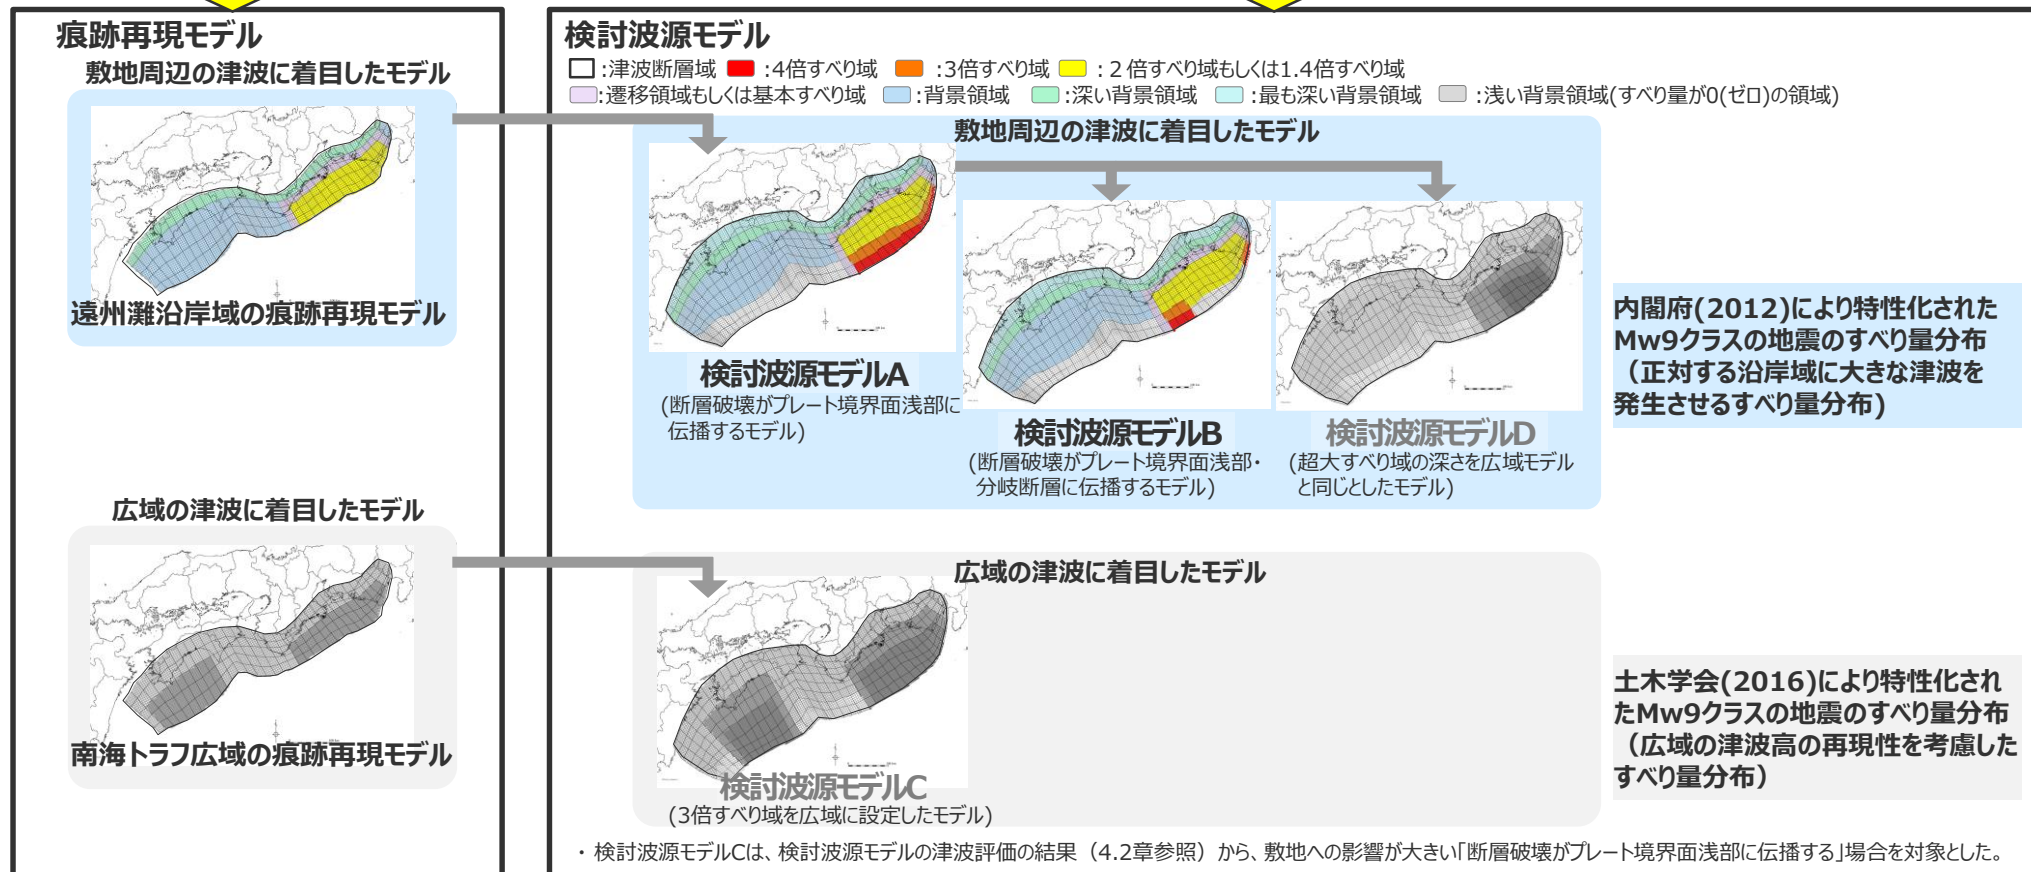 痕跡再現モデル
敷地周辺の津波に着目したモデル
遠州灘沿岸域の痕跡再現モデル
広域の津波に着目したモデル
南海トラフ広域の痕跡再現モデル
検討波源モデル
:津波断層域 :4倍すべり域 :3倍すべり域 :２倍すべり域もしくは1.4倍すべり域
:遷移領域もしくは基本すべり域 :背景領域 :深い背景領域 :最も深い背景領域 :浅い背景領域(すべり量が0(ゼロ)の領域)
敷地周辺の津波に着目したモデル
検討波源モデルA
(断層破壊がプレート境界面浅部に
伝播するモデル)
検討波源モデルB
(断層破壊がプレート境界面浅部・
分岐断層に伝播するモデル)
検討波源モデルD
(超大すべり域の深さを広域モデル
と同じとしたモデル)
内閣府(2012)により特性化された
Mw9クラスの地震のすべり量分布
（正対する沿岸域に大きな津波を
発生させるすべり量分布)
広域の津波に着目したモデル
検討波源モデルC
(3倍すべり域を広域に設定したモデル)
土木学会(2016)により特性化され
たMw9クラスの地震のすべり量分布
（広域の津波高の再現性を考慮した
すべり量分布）
・検討波源モデルCは、検討波源モデルの津波評価の結果（4.2章参照）から、敷地への影響が大きい「断層破壊がプレート境界面浅部に伝播する」場合を対象とした。